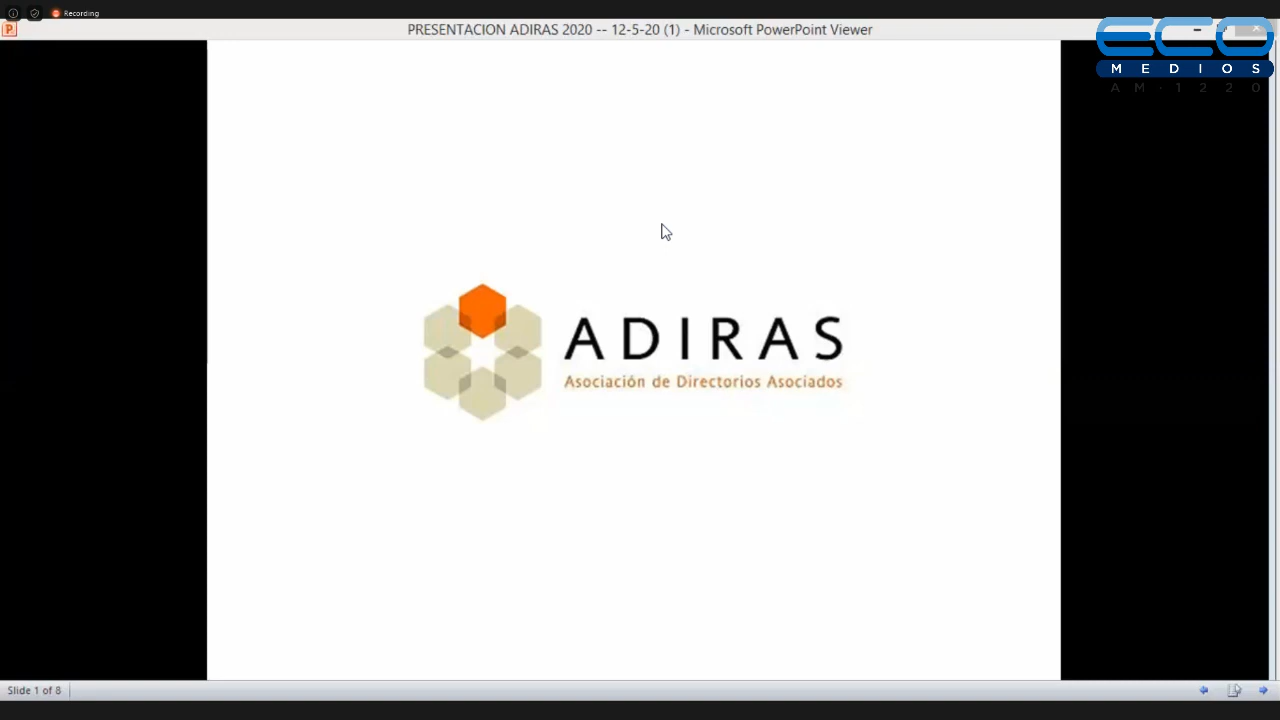 Recording
PRESENTACION ADIRAS 2020 -- 12-5-20 (1) - Microsoft PowerPoint Viewer
ECO
MEDIOS
AM·1220
ADIRAS
Asociación de Directorios Asociados
Slide 1 of 8